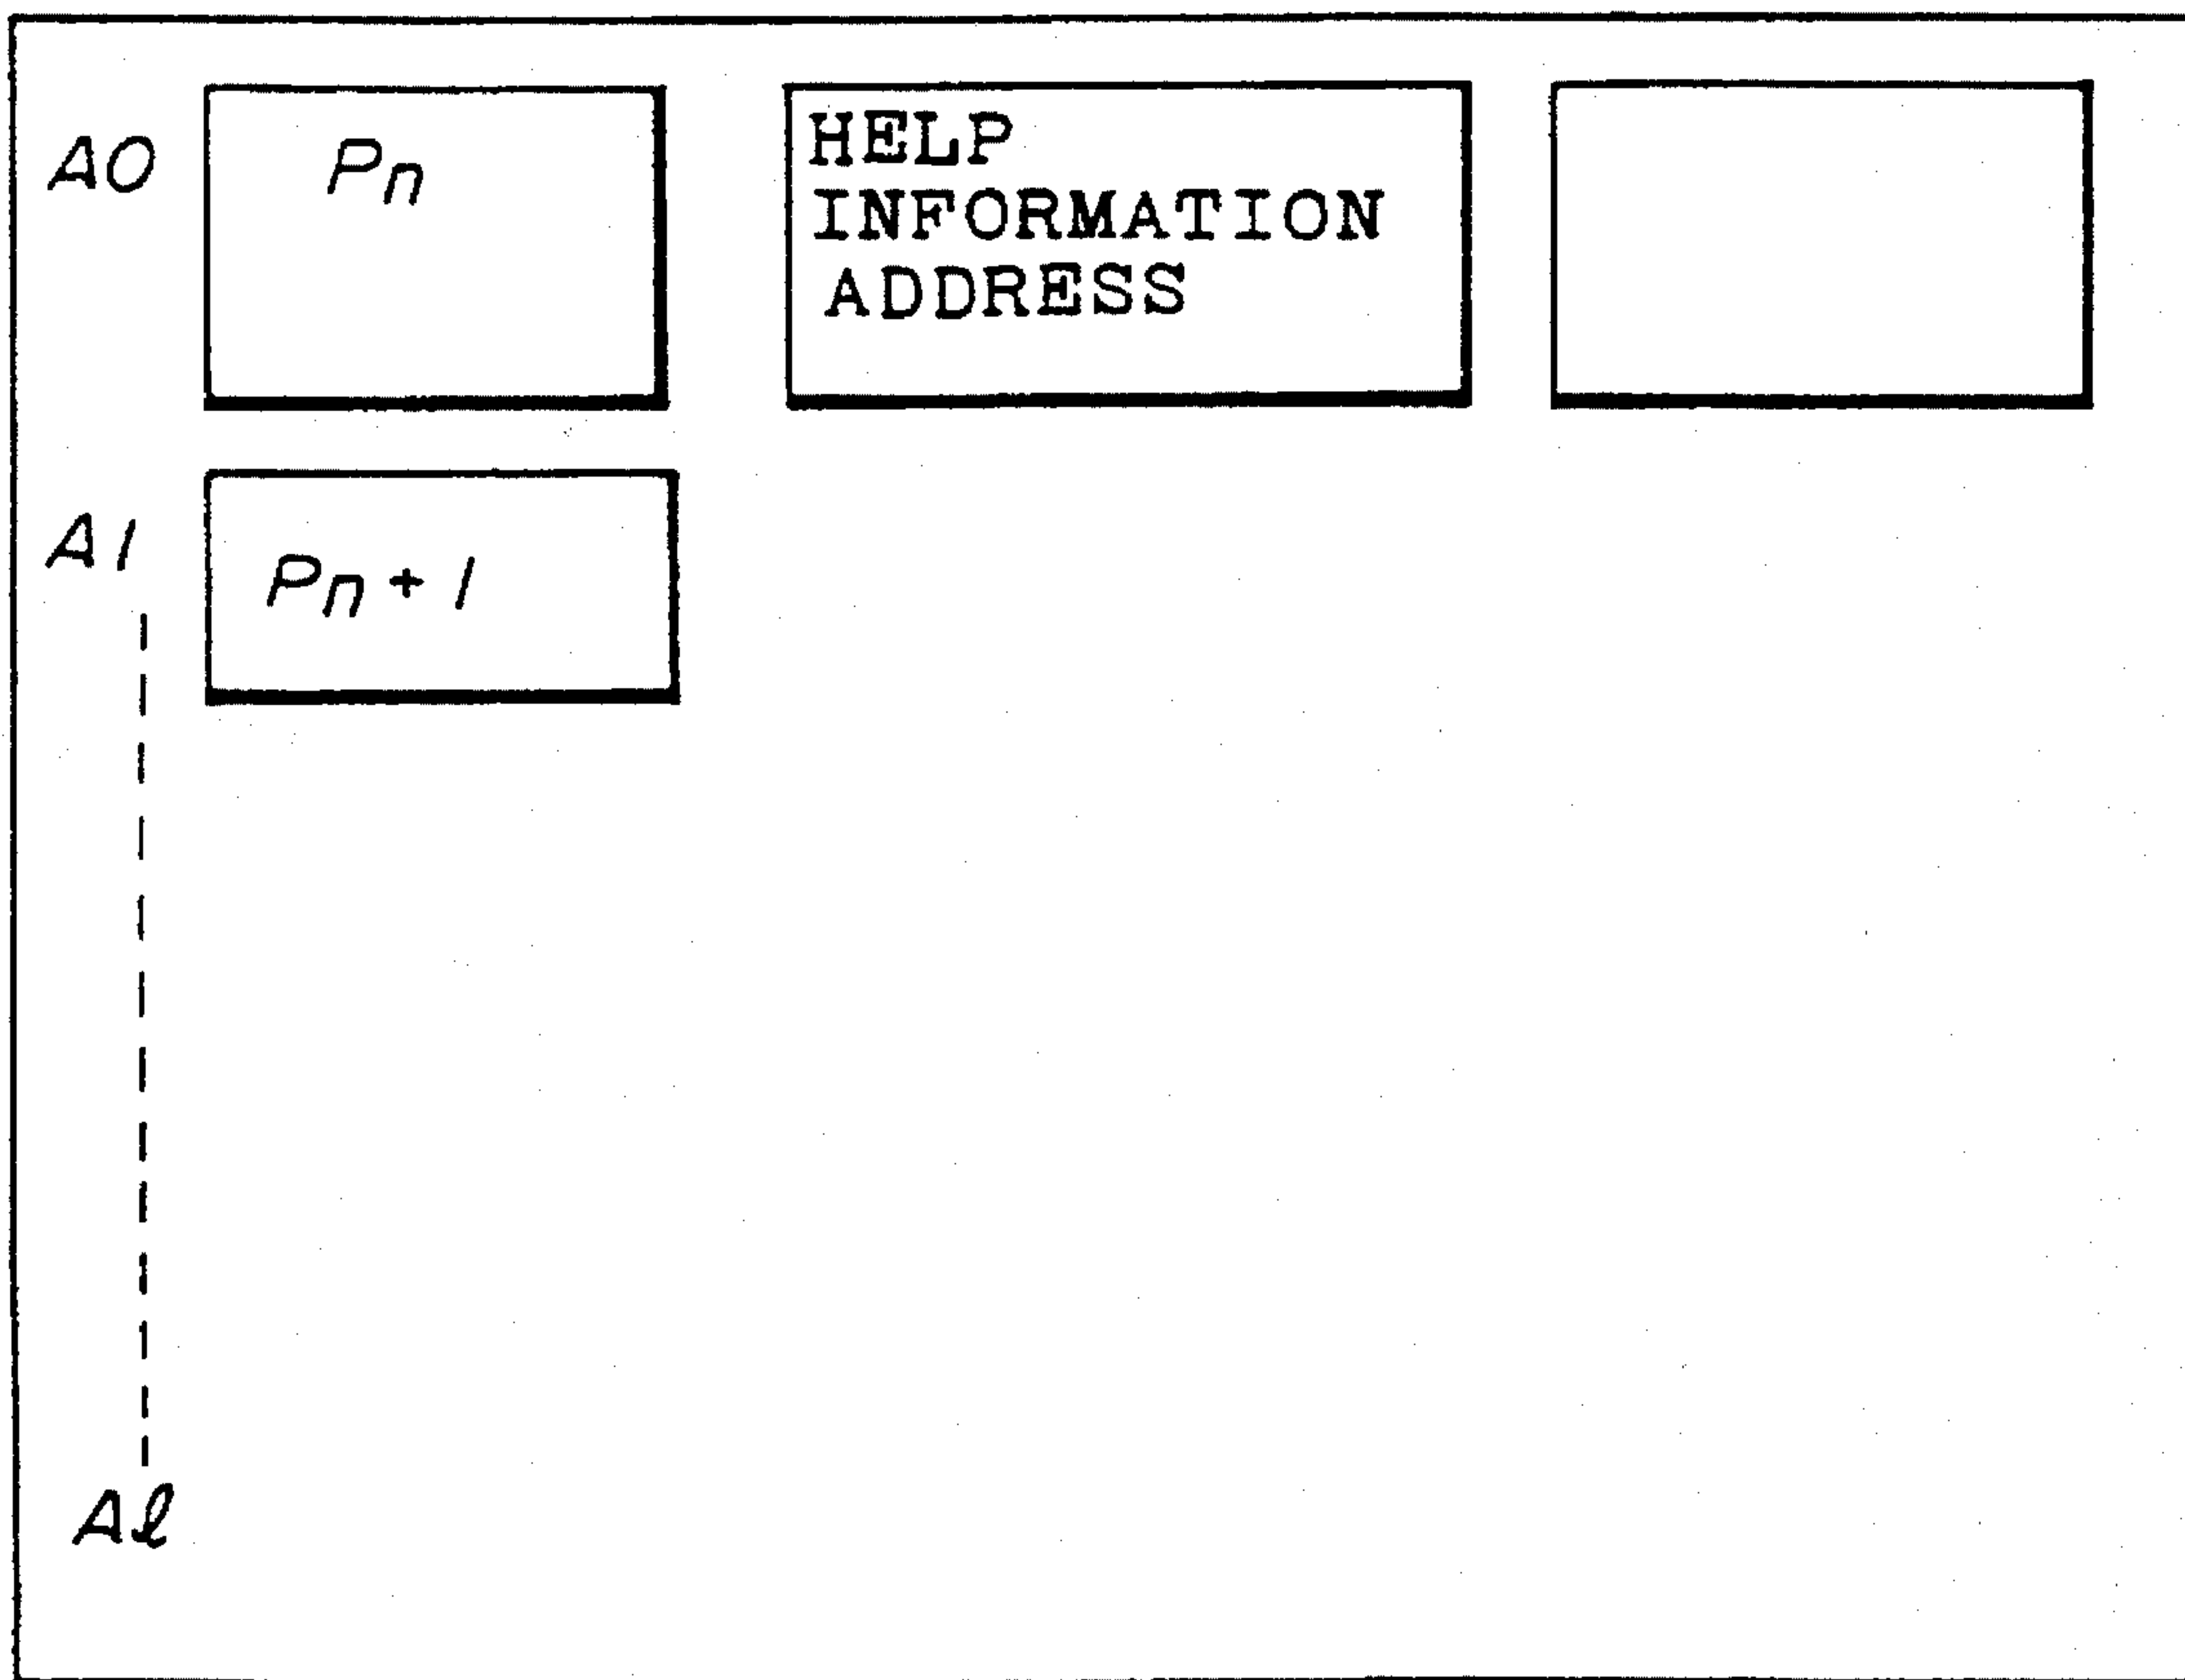 A0
Pn
HELP
INFORMATION
ADDRESS
A1
Pn+1
Aℓ